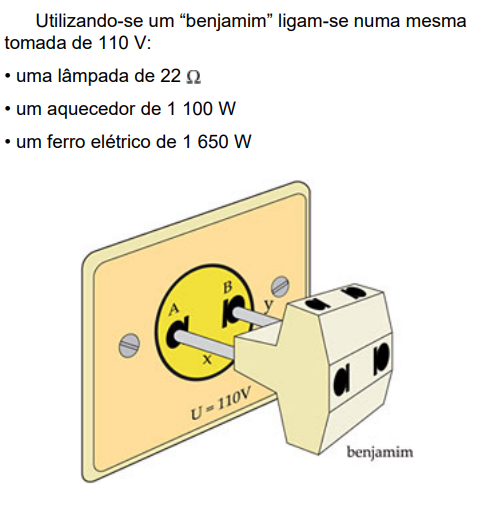 Utilizando-se um “benjamim” ligam-se numa mesma
tomada de 110 V:
• uma lâmpada de 22 Ω
• um aquecedor de 1 100 W
• um ferro elétrico de 1 650 W
A
B
y
x
U = 110V
benjamim